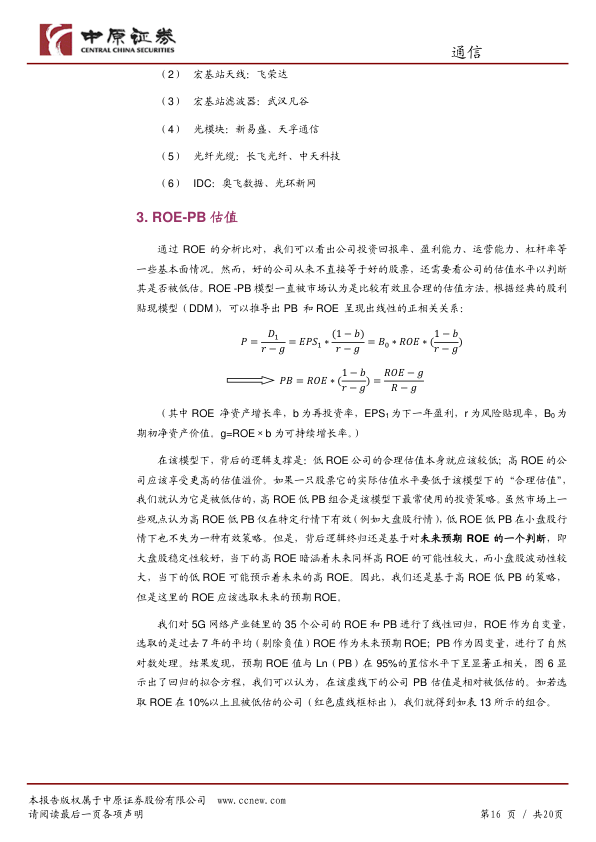 中原证券
CENTRAL CHINA SECURITIES
通信
（2） 宏基站天线：飞荣达
（3） 宏基站滤波器：武汉凡谷
（4） 光模块：新易盛、天孚通信
（5） 光纤光缆：长飞光纤、中天科技
（6） IDC：奥飞数据、光环新网
3. ROE-PB 估值
通过 ROE 的分析比对，我们可以看出公司投资回报率、盈利能力、运营能力、杠杆率等
一些基本面情况。然而，好的公司从来不直接等于好的股票，还需要看公司的估值水平以判断
其是否被低估。ROE -PB 模型一直被市场认为是比较有效且合理的估值方法。根据经典的股利
贴现模型（DDM），可以推导出 PB 和 ROE 呈现出线性的正相关关系：
P = D₁/(r − g) = EPS₁ ∗ (1 − b)/(r − g) = B₀ ∗ ROE ∗ ((1 − b)/(r − g))
PB = ROE ∗ ((1 − b)/(r − g)) = (ROE − g)/(R − g)
（其中 ROE 净资产增长率，b 为再投资率，EPS₁ 为下一年盈利，r 为风险贴现率，B₀ 为
期初净资产价值。g=ROE×b 为可持续增长率。）
在该模型下，背后的逻辑支撑是：低 ROE 公司的合理估值本身就应该较低；高 ROE 的公
司应该享受更高的估值溢价。如果一只股票它的实际估值水平要低于该模型下的“合理估值”，
我们就认为它是被低估的，高 ROE 低 PB 组合是该模型下最常使用的投资策略。虽然市场上一
些观点认为高 ROE 低 PB 仅在特定行情下有效（例如大盘股行情），低 ROE 低 PB 在小盘股行
情下也不失为一种有效策略。但是，背后逻辑终归还是基于对未来预期 ROE 的一个判断，即
大盘股稳定性较好，当下的高 ROE 暗涵着未来同样高 ROE 的可能性较大，而小盘股波动性较
大，当下的低 ROE 可能预示着未来的高 ROE。因此，我们还是基于高 ROE 低 PB 的策略，
但是这里的 ROE 应该选取未来的预期 ROE。
我们对 5G 网络产业链里的 35 个公司的 ROE 和 PB 进行了线性回归，ROE 作为自变量，
选取的是过去 7 年的平均（剔除负值）ROE 作为未来预期 ROE；PB 作为因变量，进行了自然
对数处理。结果发现，预期 ROE 值与 Ln（PB）在 95%的置信水平下呈显著正相关，图 6 显
示出了回归的拟合方程，我们可以认为，在该虚线下的公司 PB 估值是相对被低估的。如若选
取 ROE 在 10%以上且被低估的公司（红色虚线框标出），我们就得到如表 13 所示的组合。
本报告版权属于中原证券股份有限公司 www.ccnew.com
请阅读最后一页各项声明 第16 页 / 共20页